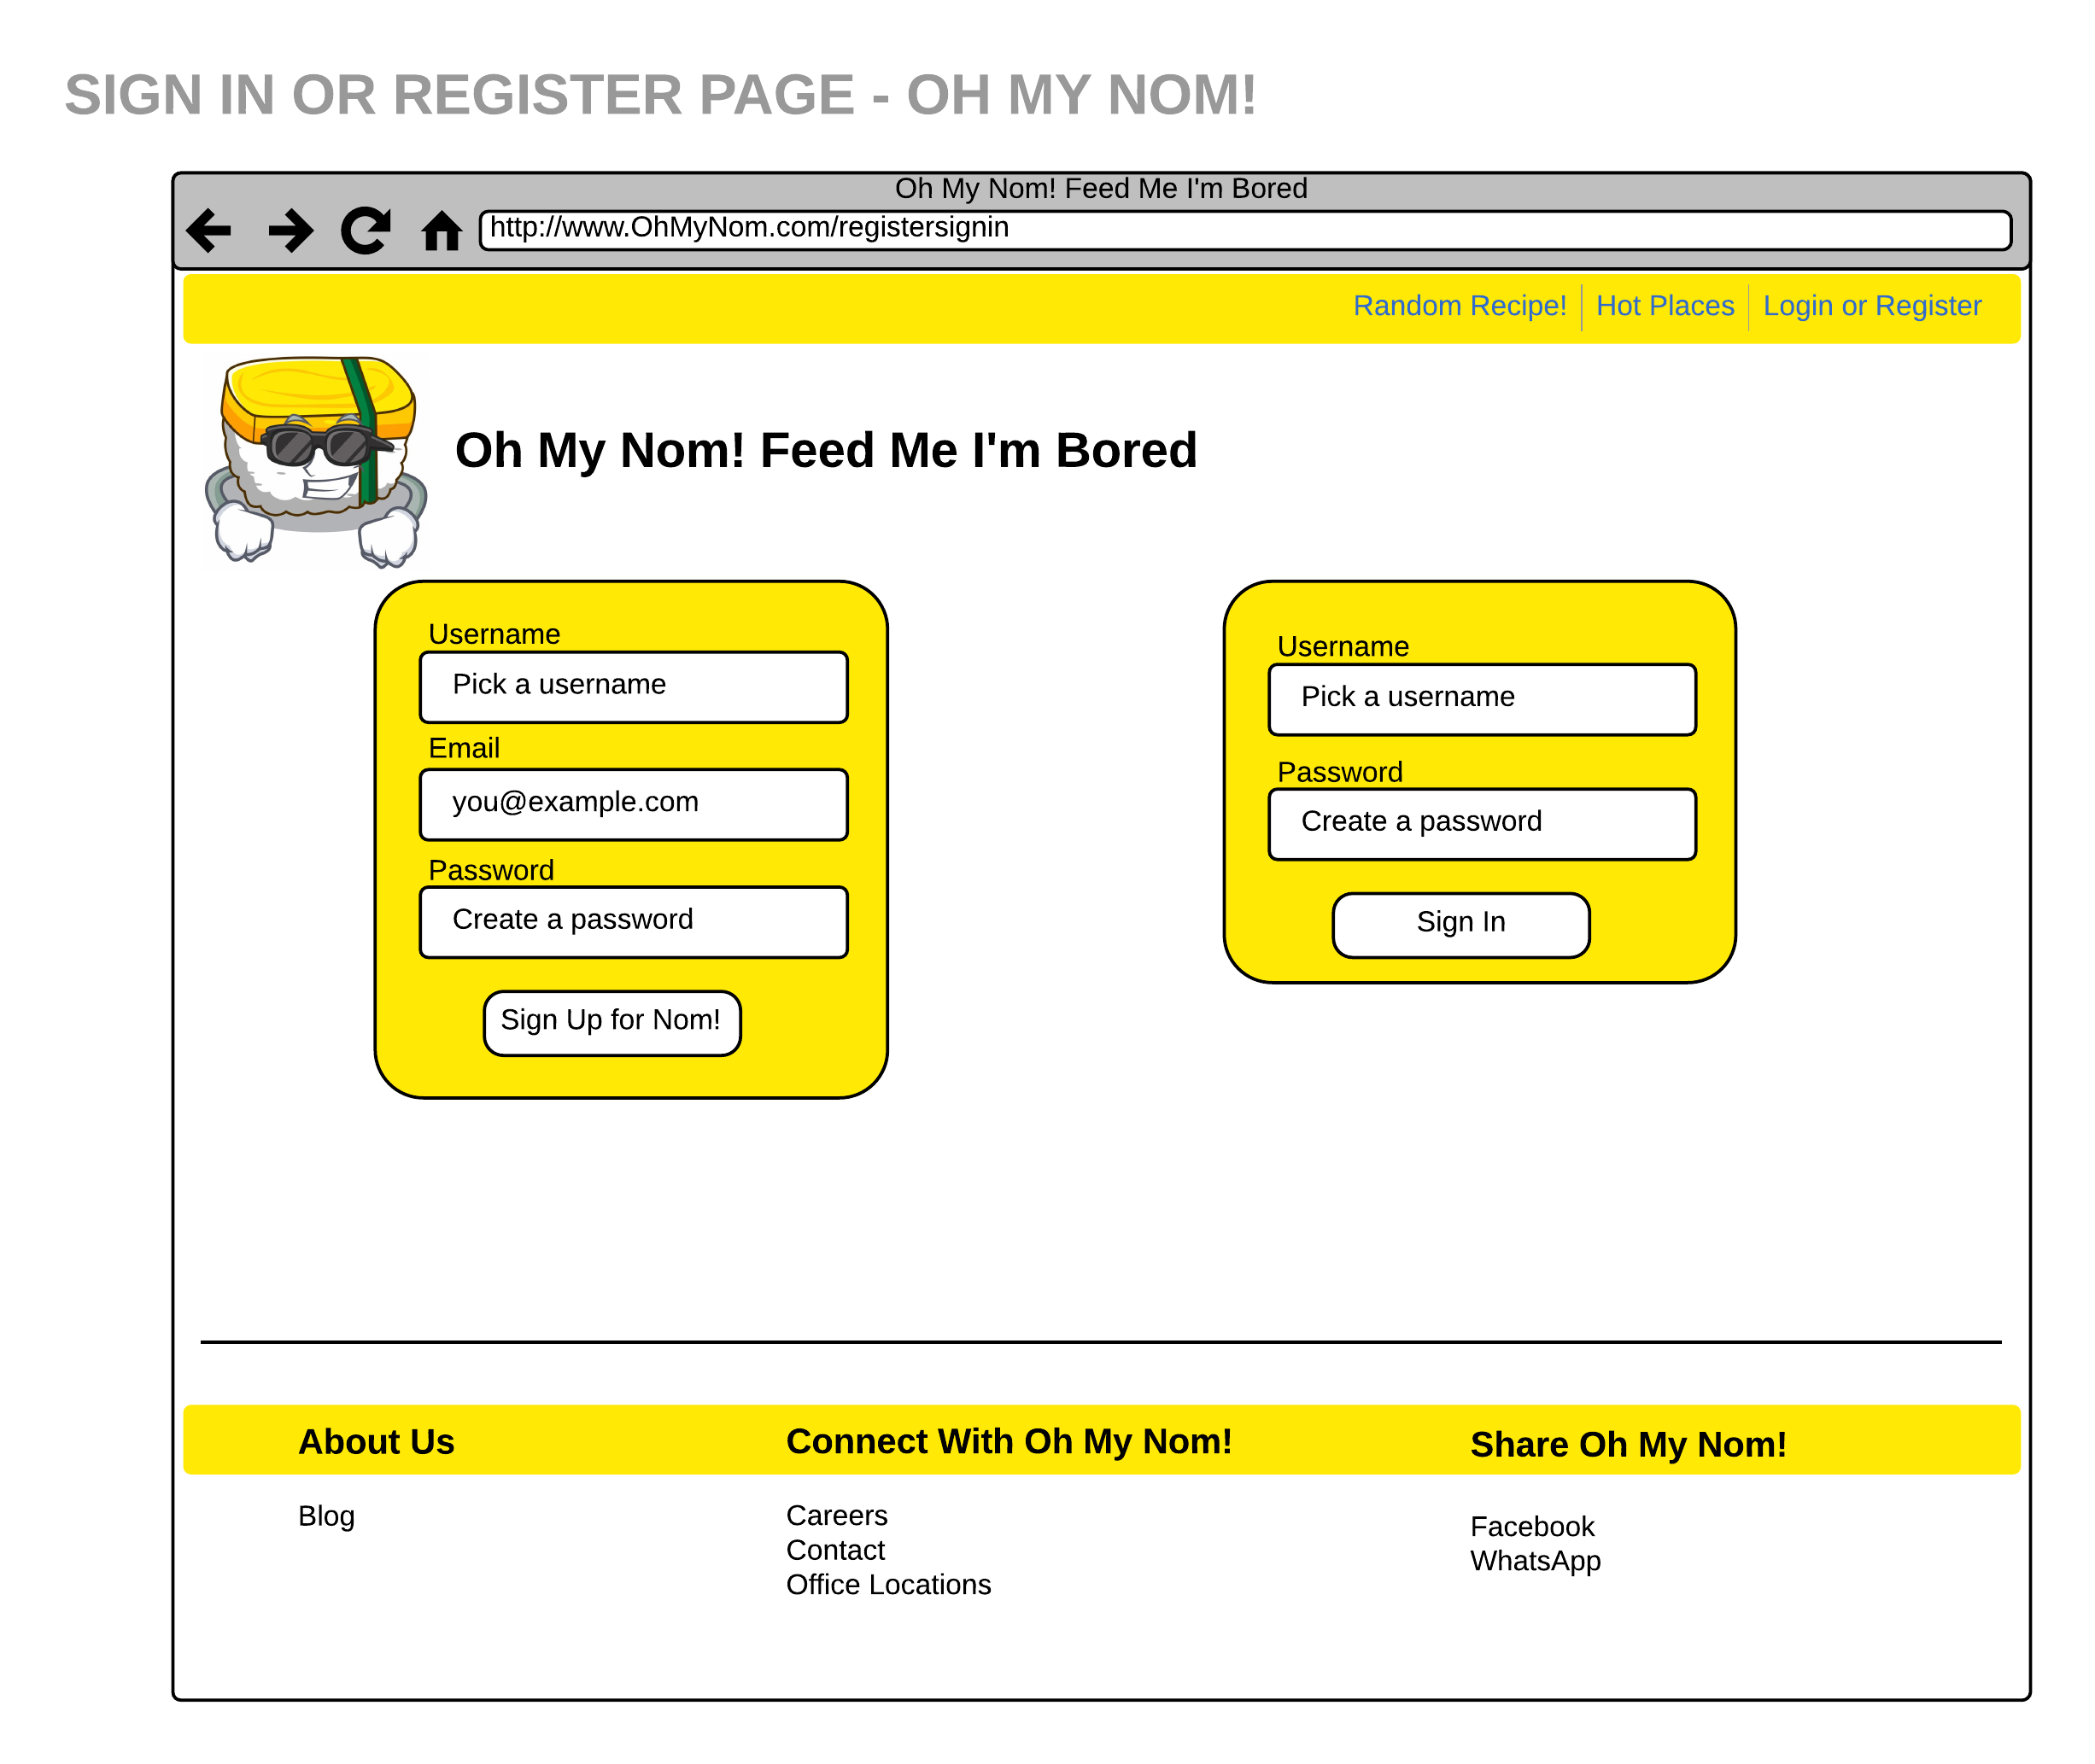 SIGN IN OR REGISTER PAGE - OH MY NOM!
Oh My Nom! Feed Me I'm Bored
http://www.OhMyNom.com/registersignin
Random Recipe! Hot Places Login or Register
Oh My Nom! Feed Me I'm Bored
Username
Pick a username
Email
you@example.com
Password
Create a password
Sign Up for Nom!
Username
Pick a username
Password
Create a password
Sign In
About Us
Blog
Connect With Oh My Nom!
Careers
Contact
Office Locations
Share Oh My Nom!
Facebook
WhatsApp